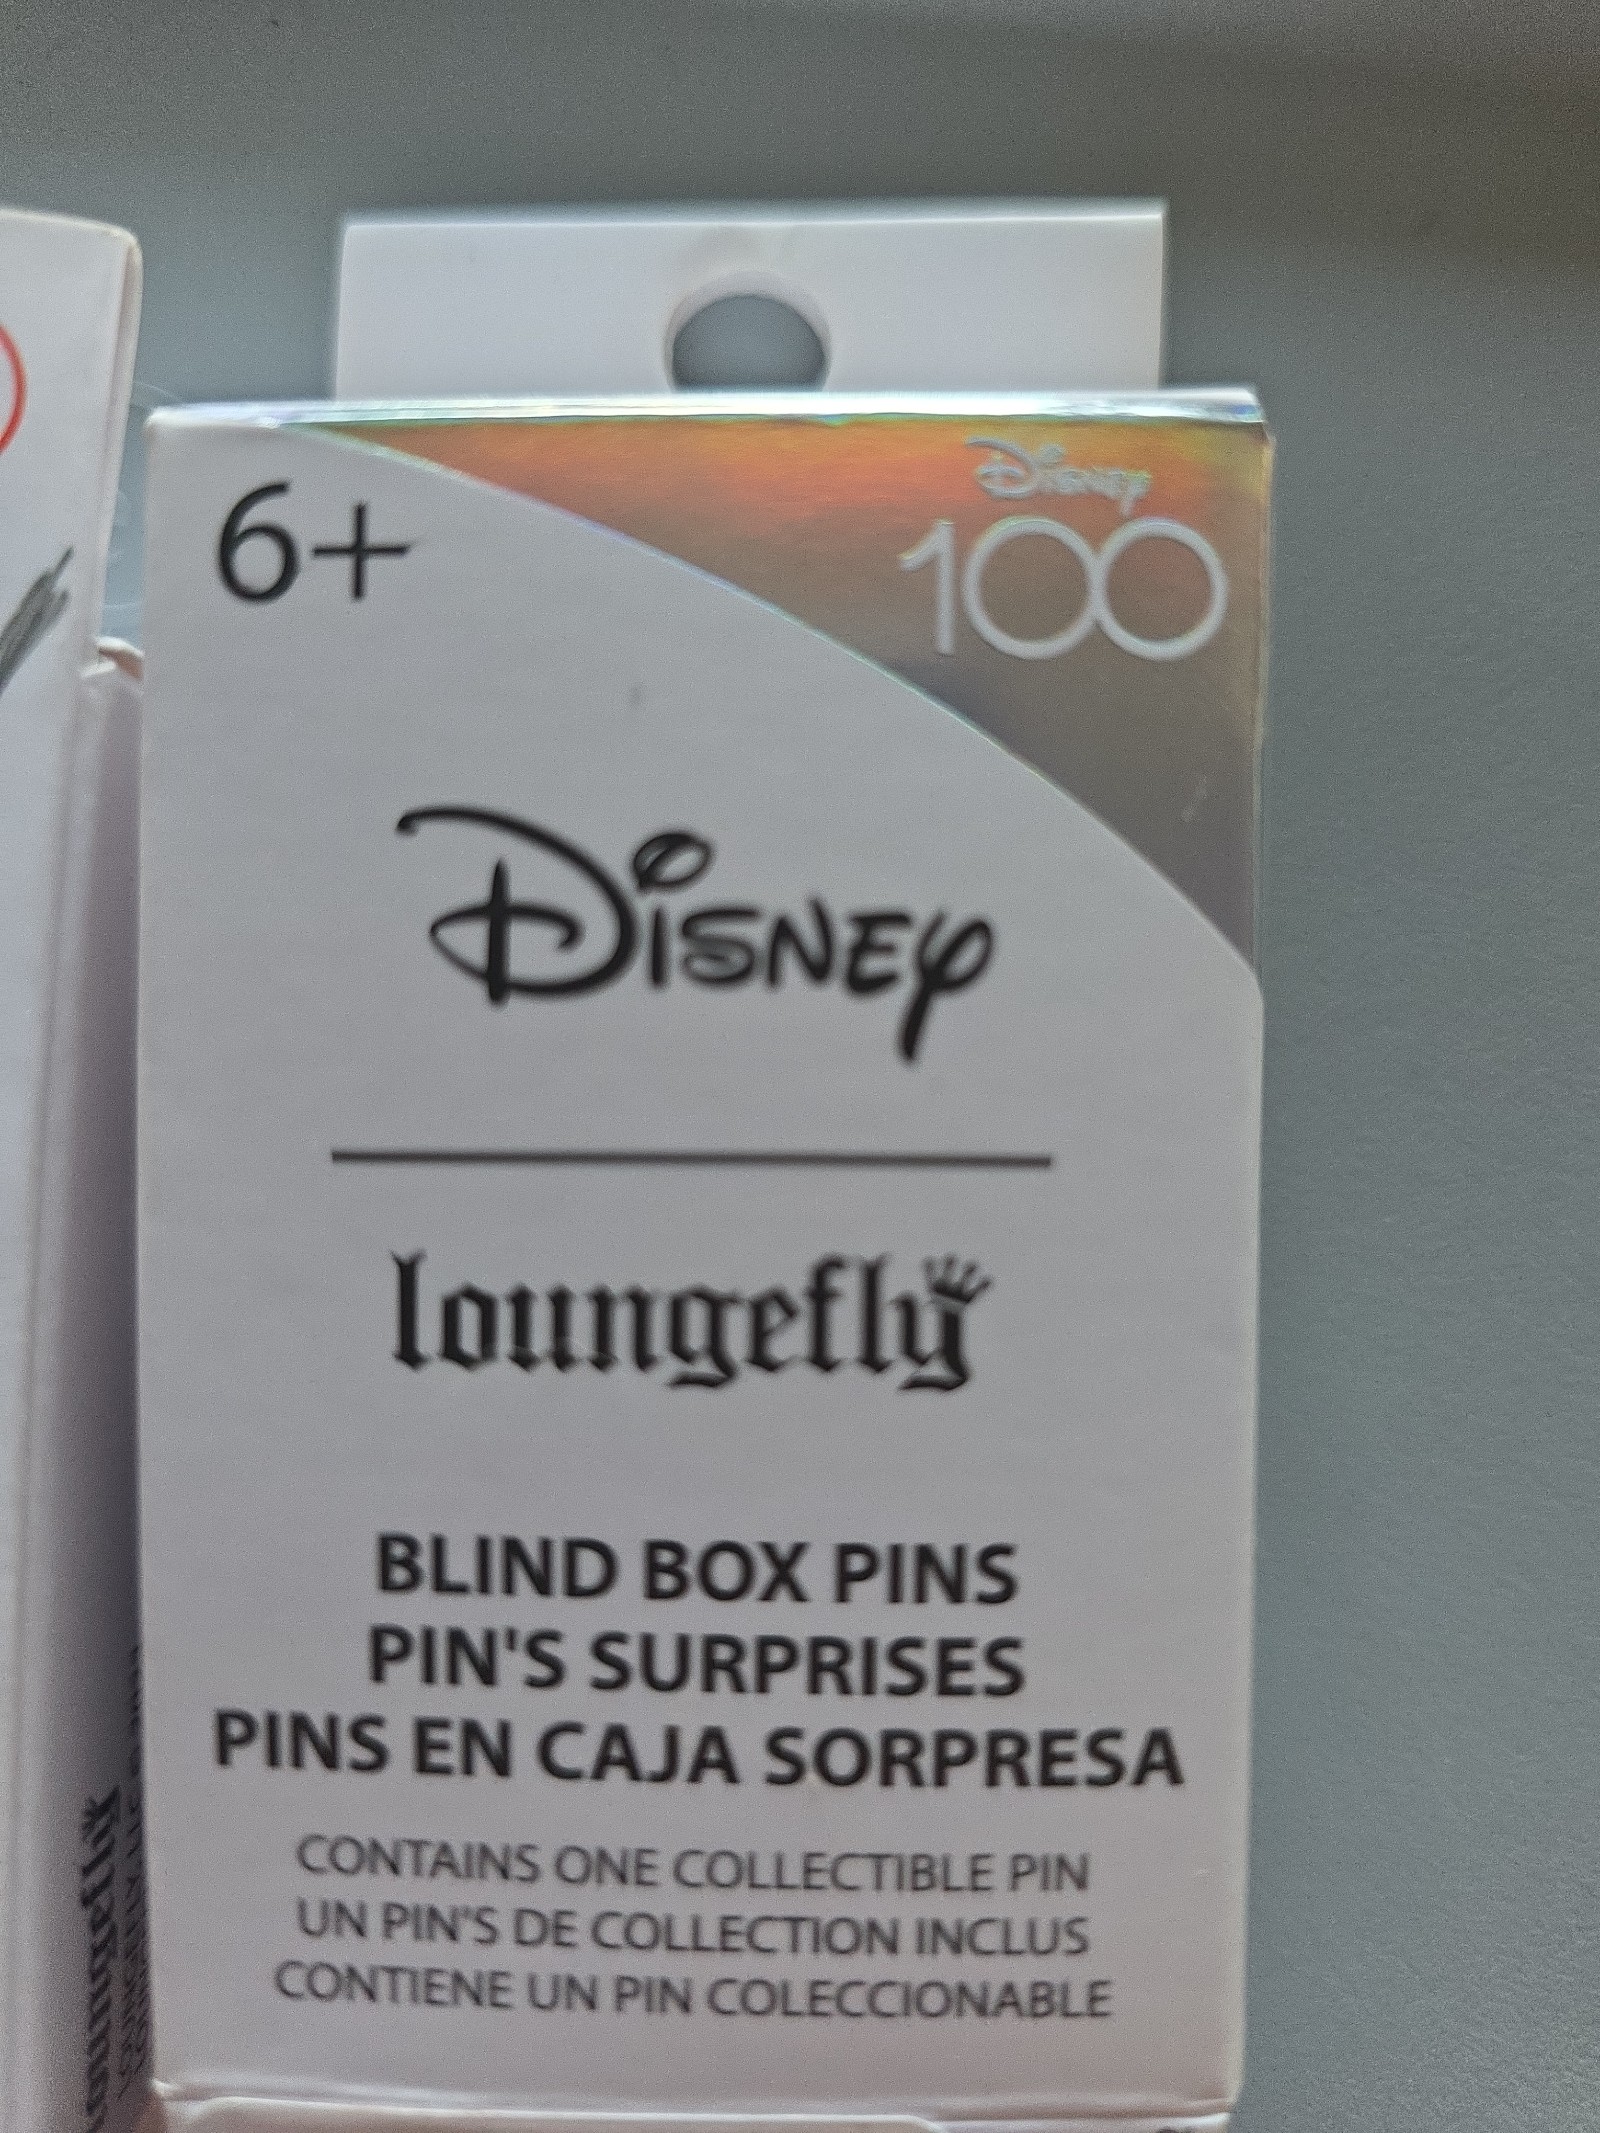 6+
Disney
100
Disney
loungefly
BLIND BOX PINS
PIN'S SURPRISES
PINS EN CAJA SORPRESA
CONTAINS ONE COLLECTIBLE PIN
UN PIN'S DE COLLECTION INCLUS
CONTIENE UN PIN COLECCIONABLE
loungefly